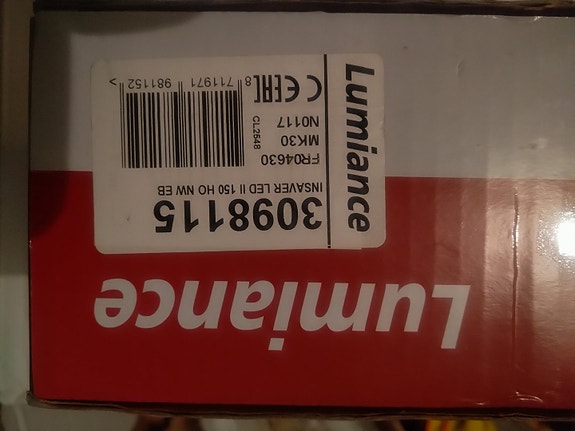 Lumiance
3098115
INSAVER LED II 150 HO NW EB
FR04630
MK30
N0117
CL2548
CE EAC
8 711971 981152 >
Lumiance